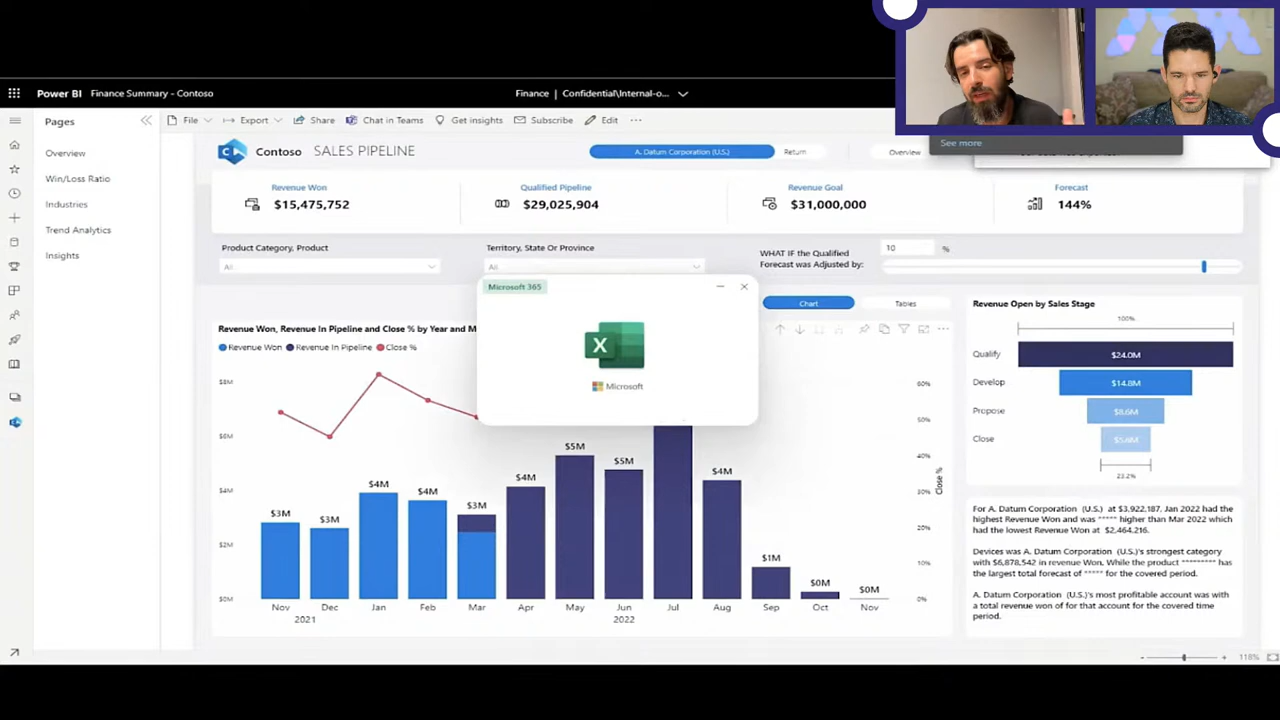 Power BI Finance Summary - Contoso
Finance | Confidential\Internal-o...
Pages
File Export Share Chat in Teams Get insights Subscribe Edit
See more
Overview
Win/Loss Ratio
Industries
Trend Analytics
Insights
Contoso SALES PIPELINE
A. Datum Corporation (U.S.) Return Overview
Revenue Won
$15,475,752
Qualified Pipeline
$29,025,904
Revenue Goal
$31,000,000
Forecast
144%
Product Category, Product
All
Territory, State Or Province
All
WHAT IF the Qualified
Forecast was Adjusted by:
10 %
Microsoft 365
X
Microsoft
Chart Tables
Revenue Won, Revenue In Pipeline and Close % by Year and M
Revenue Won Revenue In Pipeline Close %
$8M
$6M
$4M
$2M
$0M
$3M $3M $4M $4M $3M $4M $5M $5M $4M $1M $0M $0M
60%
50%
40%
30%
20%
10%
0%
Close %
Nov Dec Jan Feb Mar Apr May Jun Jul Aug Sep Oct Nov
2021 2022
Revenue Open by Sales Stage
100%
Qualify $24.0M
Develop $14.8M
Propose $8.6M
Close
23.2%
For A. Datum Corporation (U.S.) at $3,922,187, Jan 2022 had the
highest Revenue Won and was ***** higher than Mar 2022 which
had the lowest Revenue Won at $2,464,216.
Devices was A. Datum Corporation (U.S.)'s strongest category
with $6,878,542 in revenue Won. While the product ********* has
the largest total forecast of ***** for the covered period.
A. Datum Corporation (U.S.)'s most profitable account was with
a total revenue won of for that account for the covered time
period.
118%